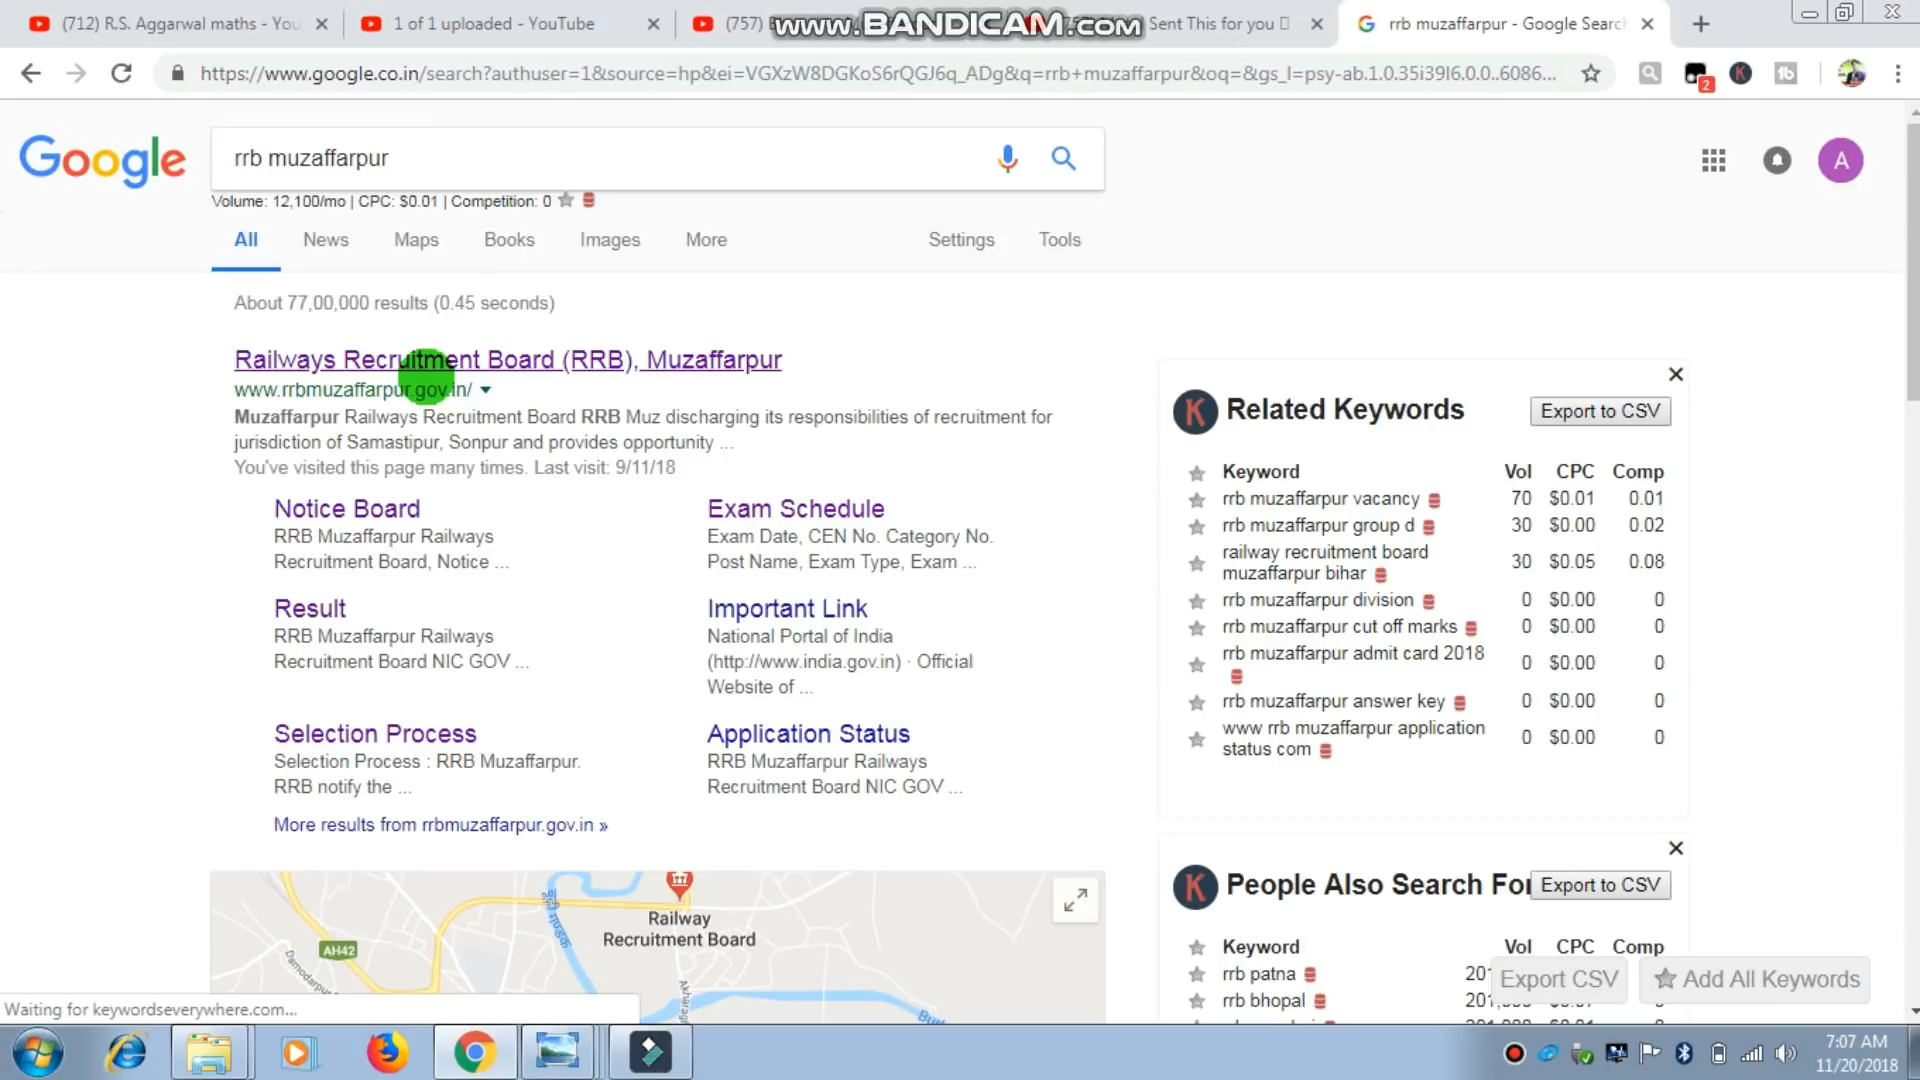 (712) R.S. Aggarwal maths - You
1 of 1 uploaded - YouTube
(757)
www.BANDICAM.com
Sent This for you
rrb muzaffarpur - Google Search
https://www.google.co.in/search?authuser=1&source=hp&ei=VGXzW8DGKoS6rQGJ6q_ADg&q=rrb+muzaffarpur&oq=&gs_l=psy-ab.1.0.35i39l6.0.0..6086...
2
K
Google
rrb muzaffarpur
A
Volume: 12,100/mo | CPC: $0.01 | Competition: 0
All News Maps Books Images More Settings Tools
About 77,00,000 results (0.45 seconds)
Railways Recruitment Board (RRB), Muzaffarpur
www.rrbmuzaffarpur.gov.in/
Muzaffarpur Railways Recruitment Board RRB Muz discharging its responsibilities of recruitment for
jurisdiction of Samastipur, Sonpur and provides opportunity ...
You've visited this page many times. Last visit: 9/11/18
Notice Board
RRB Muzaffarpur Railways
Recruitment Board, Notice ...
Exam Schedule
Exam Date, CEN No. Category No.
Post Name, Exam Type, Exam ...
Result
RRB Muzaffarpur Railways
Recruitment Board NIC GOV ...
Important Link
National Portal of India
(http://www.india.gov.in) · Official
Website of ...
Selection Process
Selection Process : RRB Muzaffarpur.
RRB notify the ...
Application Status
RRB Muzaffarpur Railways
Recruitment Board NIC GOV ...
More results from rrbmuzaffarpur.gov.in »
Railway
Recruitment Board
AH42
K
Related Keywords
Export to CSV
Keyword Vol CPC Comp
rrb muzaffarpur vacancy 70 $0.01 0.01
rrb muzaffarpur group d 30 $0.00 0.02
railway recruitment board
muzaffarpur bihar 30 $0.05 0.08
rrb muzaffarpur division 0 $0.00 0
rrb muzaffarpur cut off marks 0 $0.00 0
rrb muzaffarpur admit card 2018 0 $0.00 0
rrb muzaffarpur answer key 0 $0.00 0
www rrb muzaffarpur application
status com 0 $0.00 0
K
People Also Search For
Export to CSV
Keyword Vol CPC Comp
rrb patna
rrb bhopal
Export CSV
Add All Keywords
Waiting for keywordseverywhere.com...
7:07 AM
11/20/2018